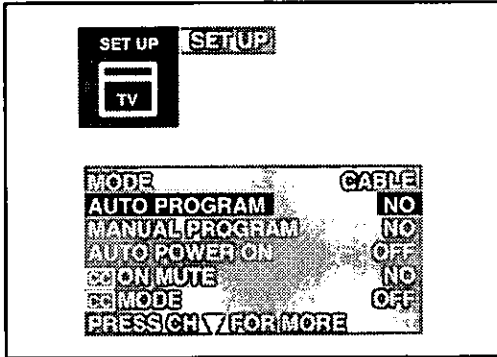 SET UP SET UP
TV
MODE CABLE
AUTO PROGRAM NO
MANUAL PROGRAM NO
AUTO POWER ON OFF
CC ON MUTE NO
CC MODE OFF
PRESS CH ▽ FOR MORE